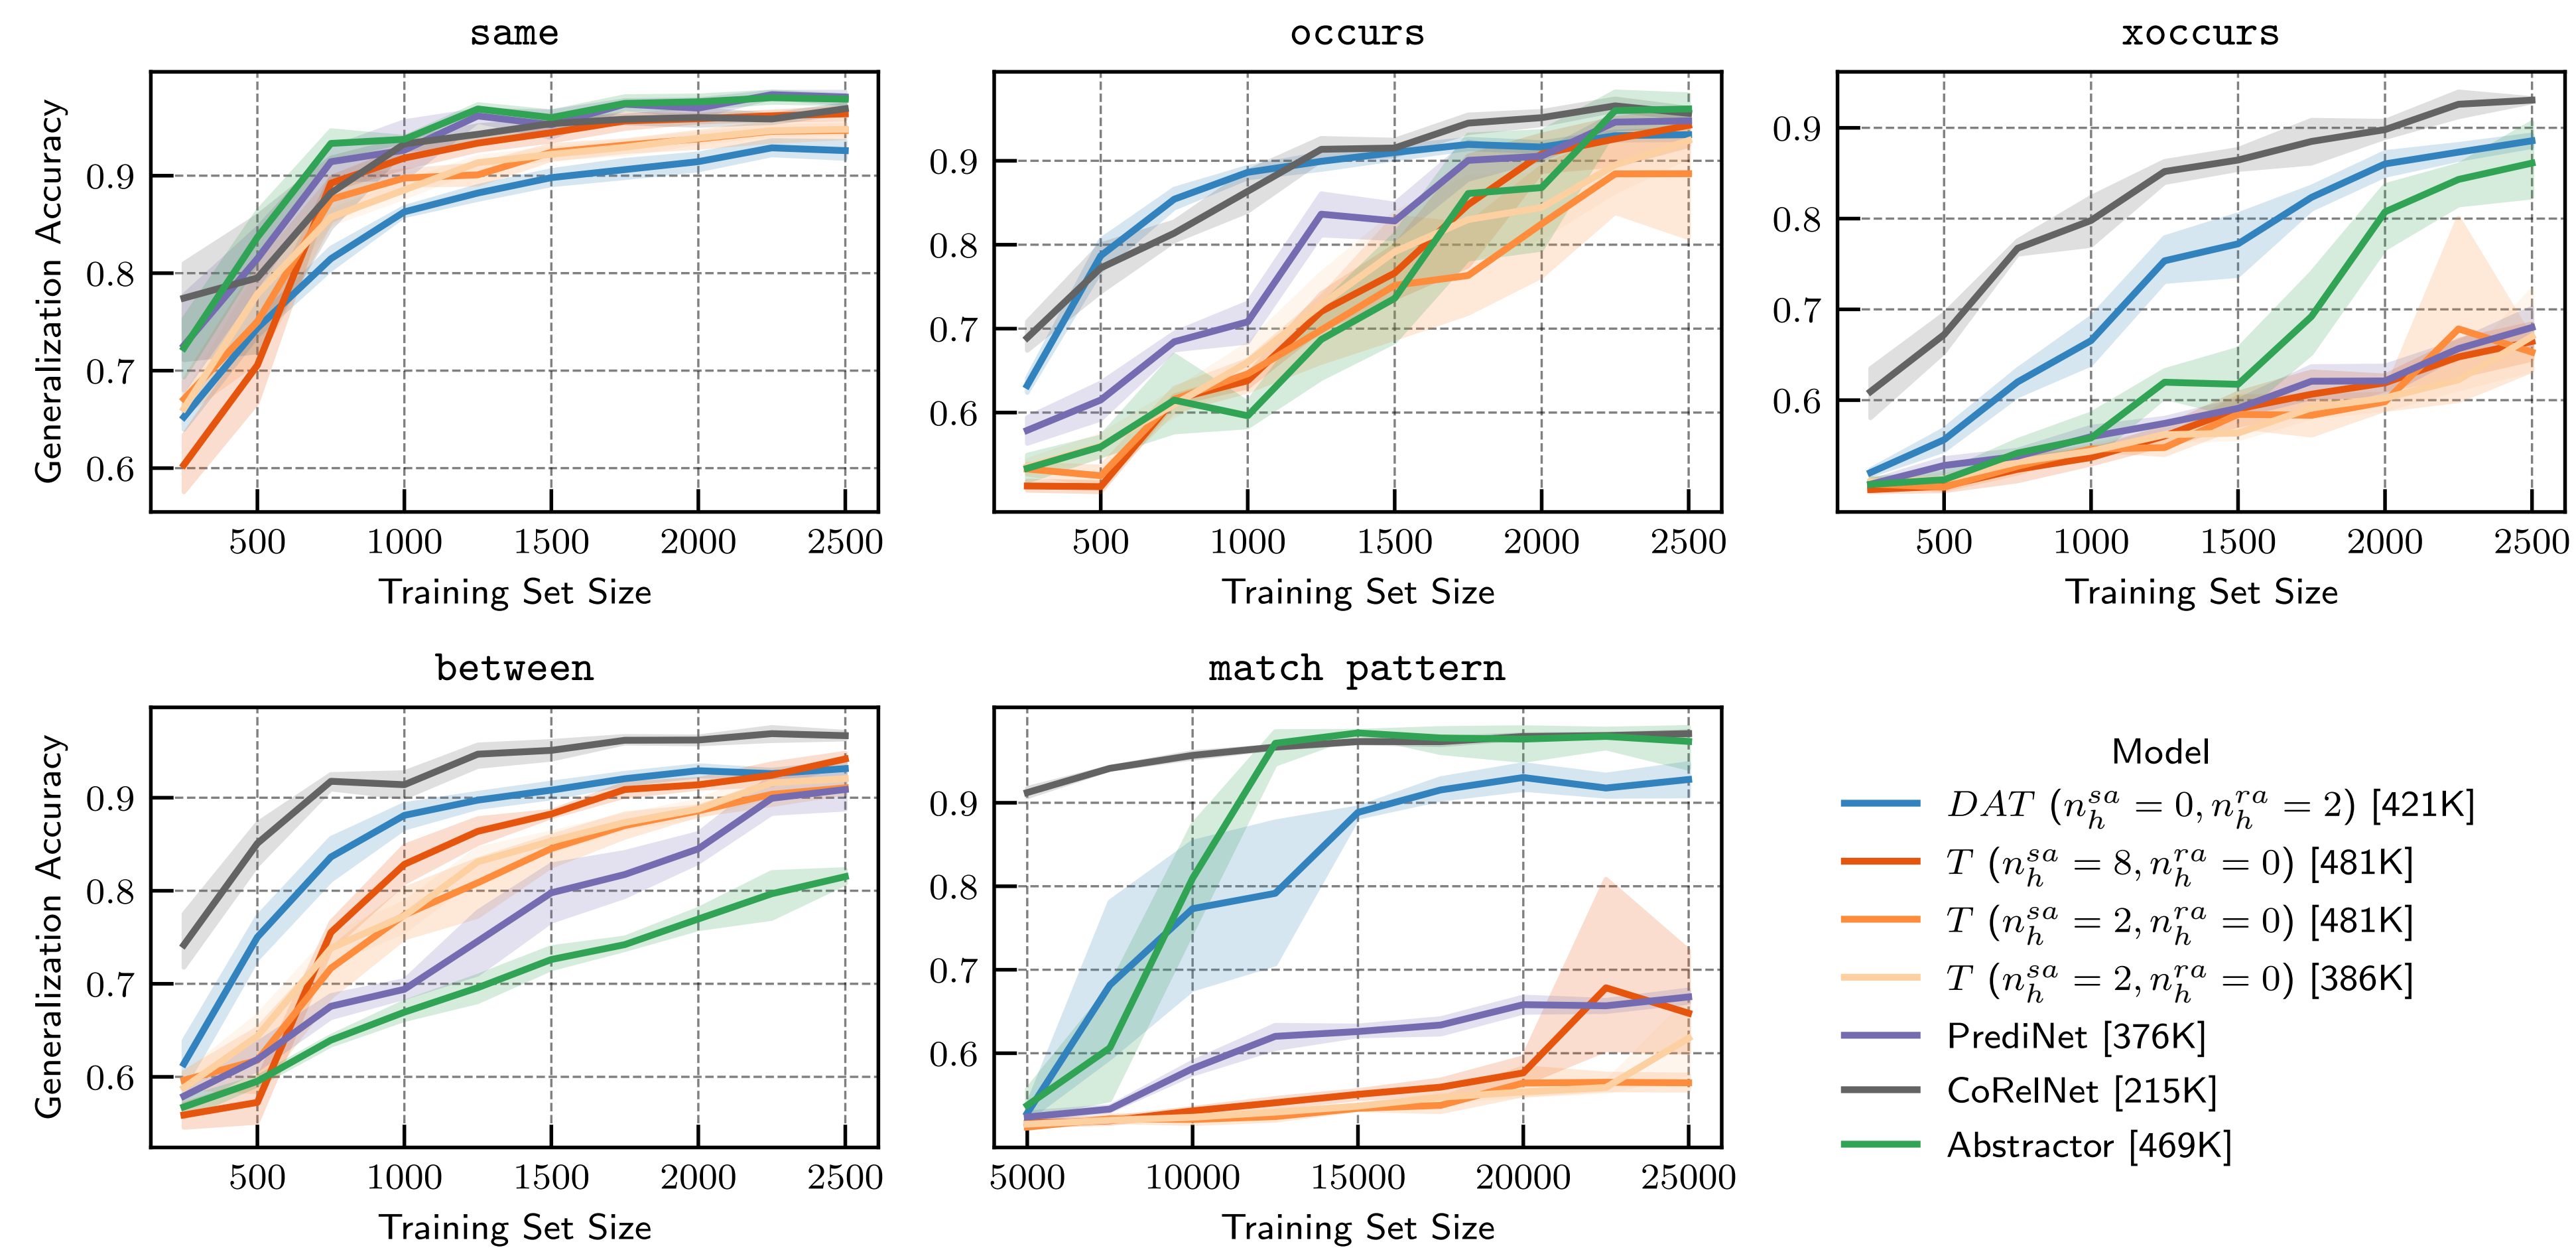 same
Generalization Accuracy
0.9
0.8
0.7
0.6
500 1000 1500 2000 2500
Training Set Size
occurs
0.9
0.8
0.7
0.6
500 1000 1500 2000 2500
Training Set Size
xoccurs
0.9
0.8
0.7
0.6
500 1000 1500 2000 2500
Training Set Size
between
Generalization Accuracy
0.9
0.8
0.7
0.6
500 1000 1500 2000 2500
Training Set Size
match pattern
0.9
0.8
0.7
0.6
5000 10000 15000 20000 25000
Training Set Size
Model
DAT ($n_h^{sa} = 0, n_h^{ra} = 2$) [421K]
T ($n_h^{sa} = 8, n_h^{ra} = 0$) [481K]
T ($n_h^{sa} = 2, n_h^{ra} = 0$) [481K]
T ($n_h^{sa} = 2, n_h^{ra} = 0$) [386K]
PrediNet [376K]
CoRelNet [215K]
Abstractor [469K]